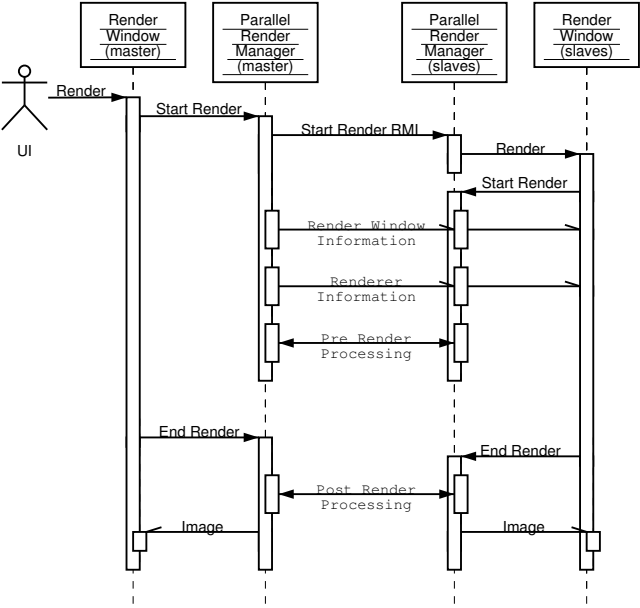 Render
Window
(master)
Parallel
Render
Manager
(master)
Parallel
Render
Manager
(slaves)
Render
Window
(slaves)
UI
Render
Start Render
Start Render RMI
Render
Start Render
Render Window
Information
Renderer
Information
Pre Render
Processing
End Render
End Render
Post Render
Processing
Image
Image